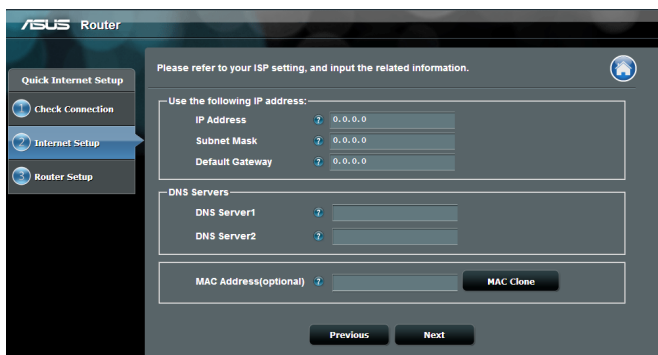 ASUS Router
Quick Internet Setup
1 Check Connection
2 Internet Setup
3 Router Setup
Please refer to your ISP setting, and input the related information.
Use the following IP address:
IP Address ? 0.0.0.0
Subnet Mask ? 0.0.0.0
Default Gateway ? 0.0.0.0
DNS Servers
DNS Server1 ?
DNS Server2 ?
MAC Address(optional) ? MAC Clone
Previous Next